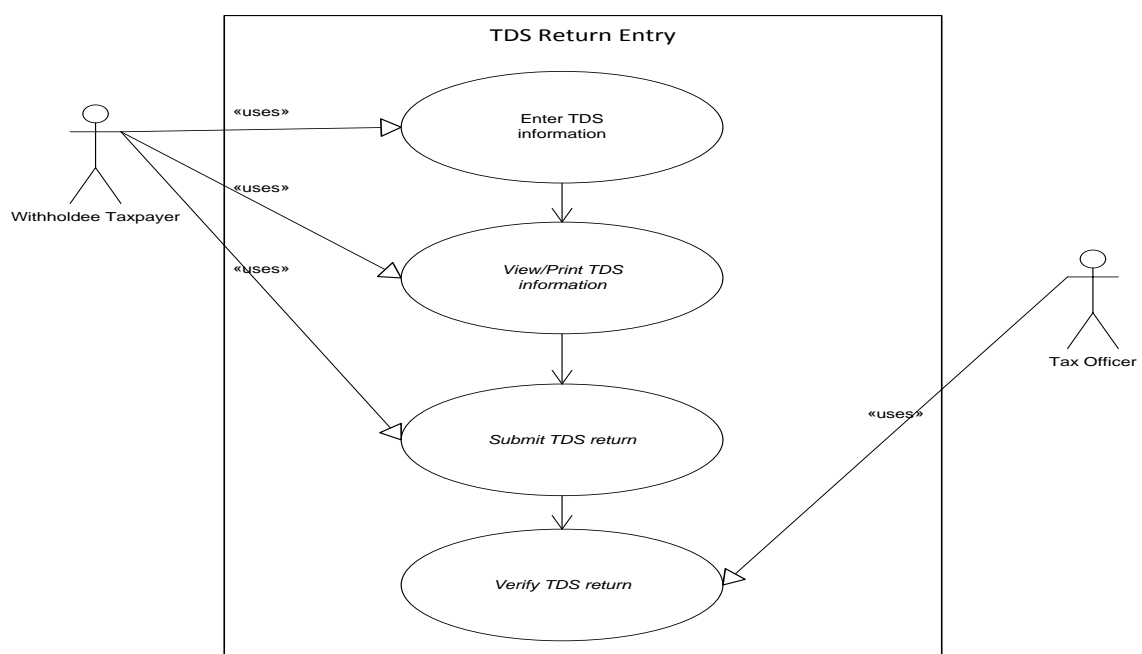 TDS Return Entry
«uses»
Enter TDS
information
Withholdee Taxpayer
«uses»
View/Print TDS
information
«uses»
Tax Officer
«uses»
Submit TDS return
Verify TDS return